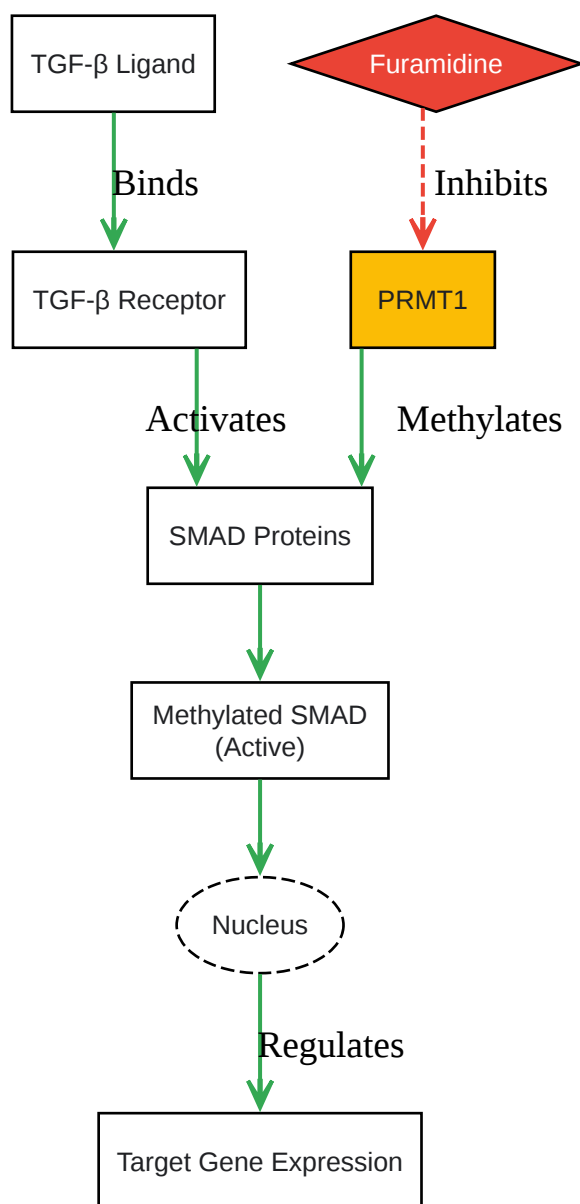 TGF-β Ligand
Furamidine
Binds
Inhibits
TGF-β Receptor
PRMT1
Activates
Methylates
SMAD Proteins
Methylated SMAD
(Active)
Nucleus
Regulates
Target Gene Expression